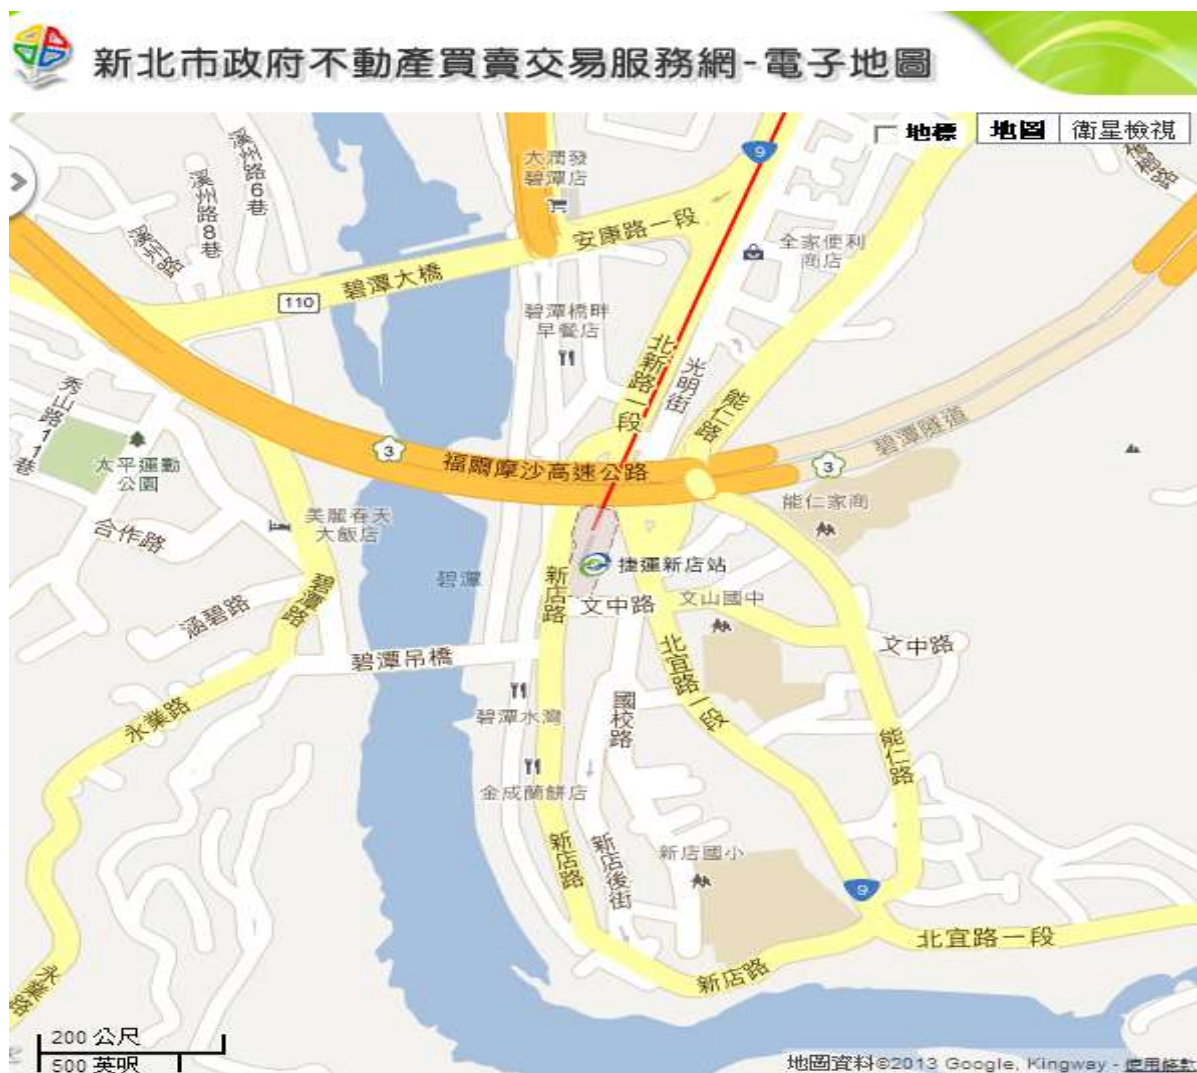 新北市政府不動產買賣交易服務網-電子地圖
地標
地圖
衛星檢視
溪州路6巷
溪州路8巷
溪州路
大潤發
碧潭店
安康路一段
9
全家便利
商店
110
碧潭大橋
碧潭橋畔
早餐店
北新路一段
光明街
能仁路
秀山路11巷
太平運動
公園
3
福爾摩沙高速公路
碧潭隧道
3
能仁家商
合作路
美麗春天
大飯店
碧潭路
涵碧路
碧潭
新店路
捷運新店站
文中路
文山國中
文中路
碧潭吊橋
北宜路一段
永業路
碧潭水灣
國校路
能仁路
金成蘭餅店
新店路
新店後街
新店國小
9
北宜路一段
新店路
永業路
200 公尺
500 英呎
地圖資料©2013 Google, Kingway - 使用條款